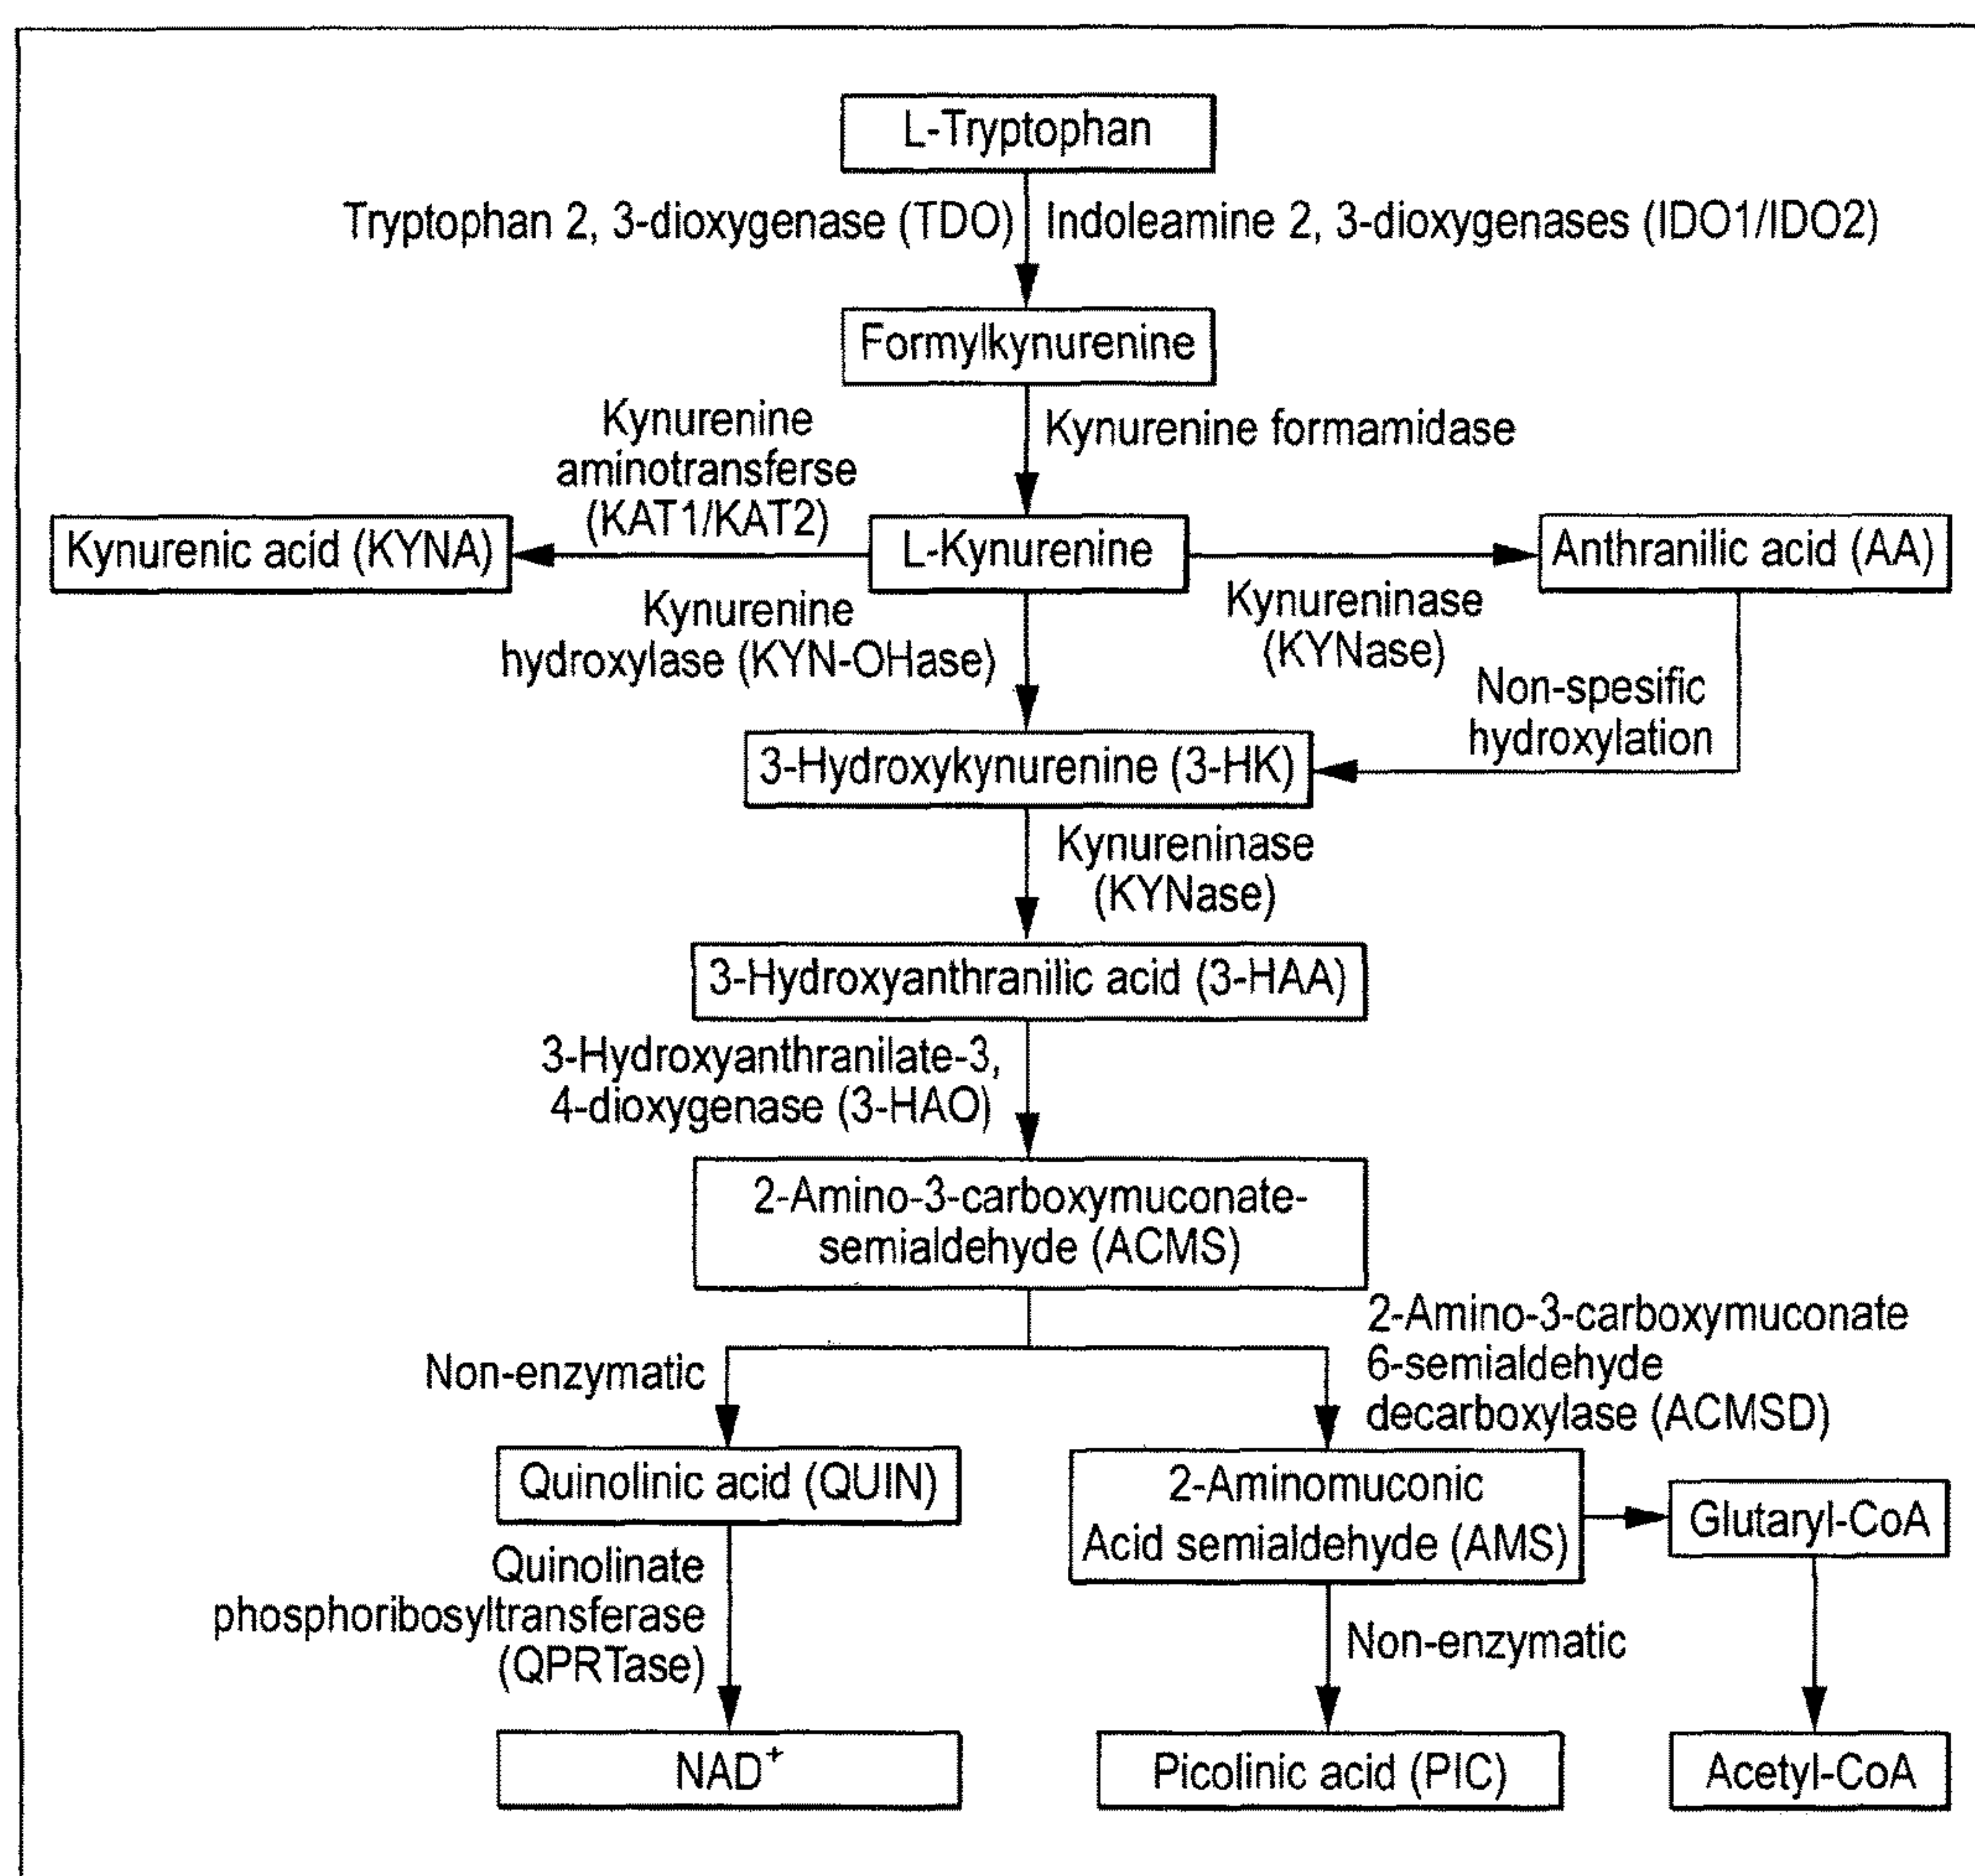 L-Tryptophan
Tryptophan 2, 3-dioxygenase (TDO)
Indoleamine 2, 3-dioxygenases (IDO1/IDO2)
Formylkynurenine
Kynurenine
aminotransferse
(KAT1/KAT2)
Kynurenine formamidase
Kynurenic acid (KYNA)
L-Kynurenine
Anthranilic acid (AA)
Kynurenine
hydroxylase (KYN-OHase)
Kynureninase
(KYNase)
Non-spesific
hydroxylation
3-Hydroxykynurenine (3-HK)
Kynureninase
(KYNase)
3-Hydroxyanthranilic acid (3-HAA)
3-Hydroxyanthranilate-3,
4-dioxygenase (3-HAO)
2-Amino-3-carboxymuconate-
semialdehyde (ACMS)
Non-enzymatic
2-Amino-3-carboxymuconate
6-semialdehyde
decarboxylase (ACMSD)
Quinolinic acid (QUIN)
2-Aminomuconic
Acid semialdehyde (AMS)
Glutaryl-CoA
Quinolinate
phosphoribosyltransferase
(QPRTase)
Non-enzymatic
NAD⁺
Picolinic acid (PIC)
Acetyl-CoA